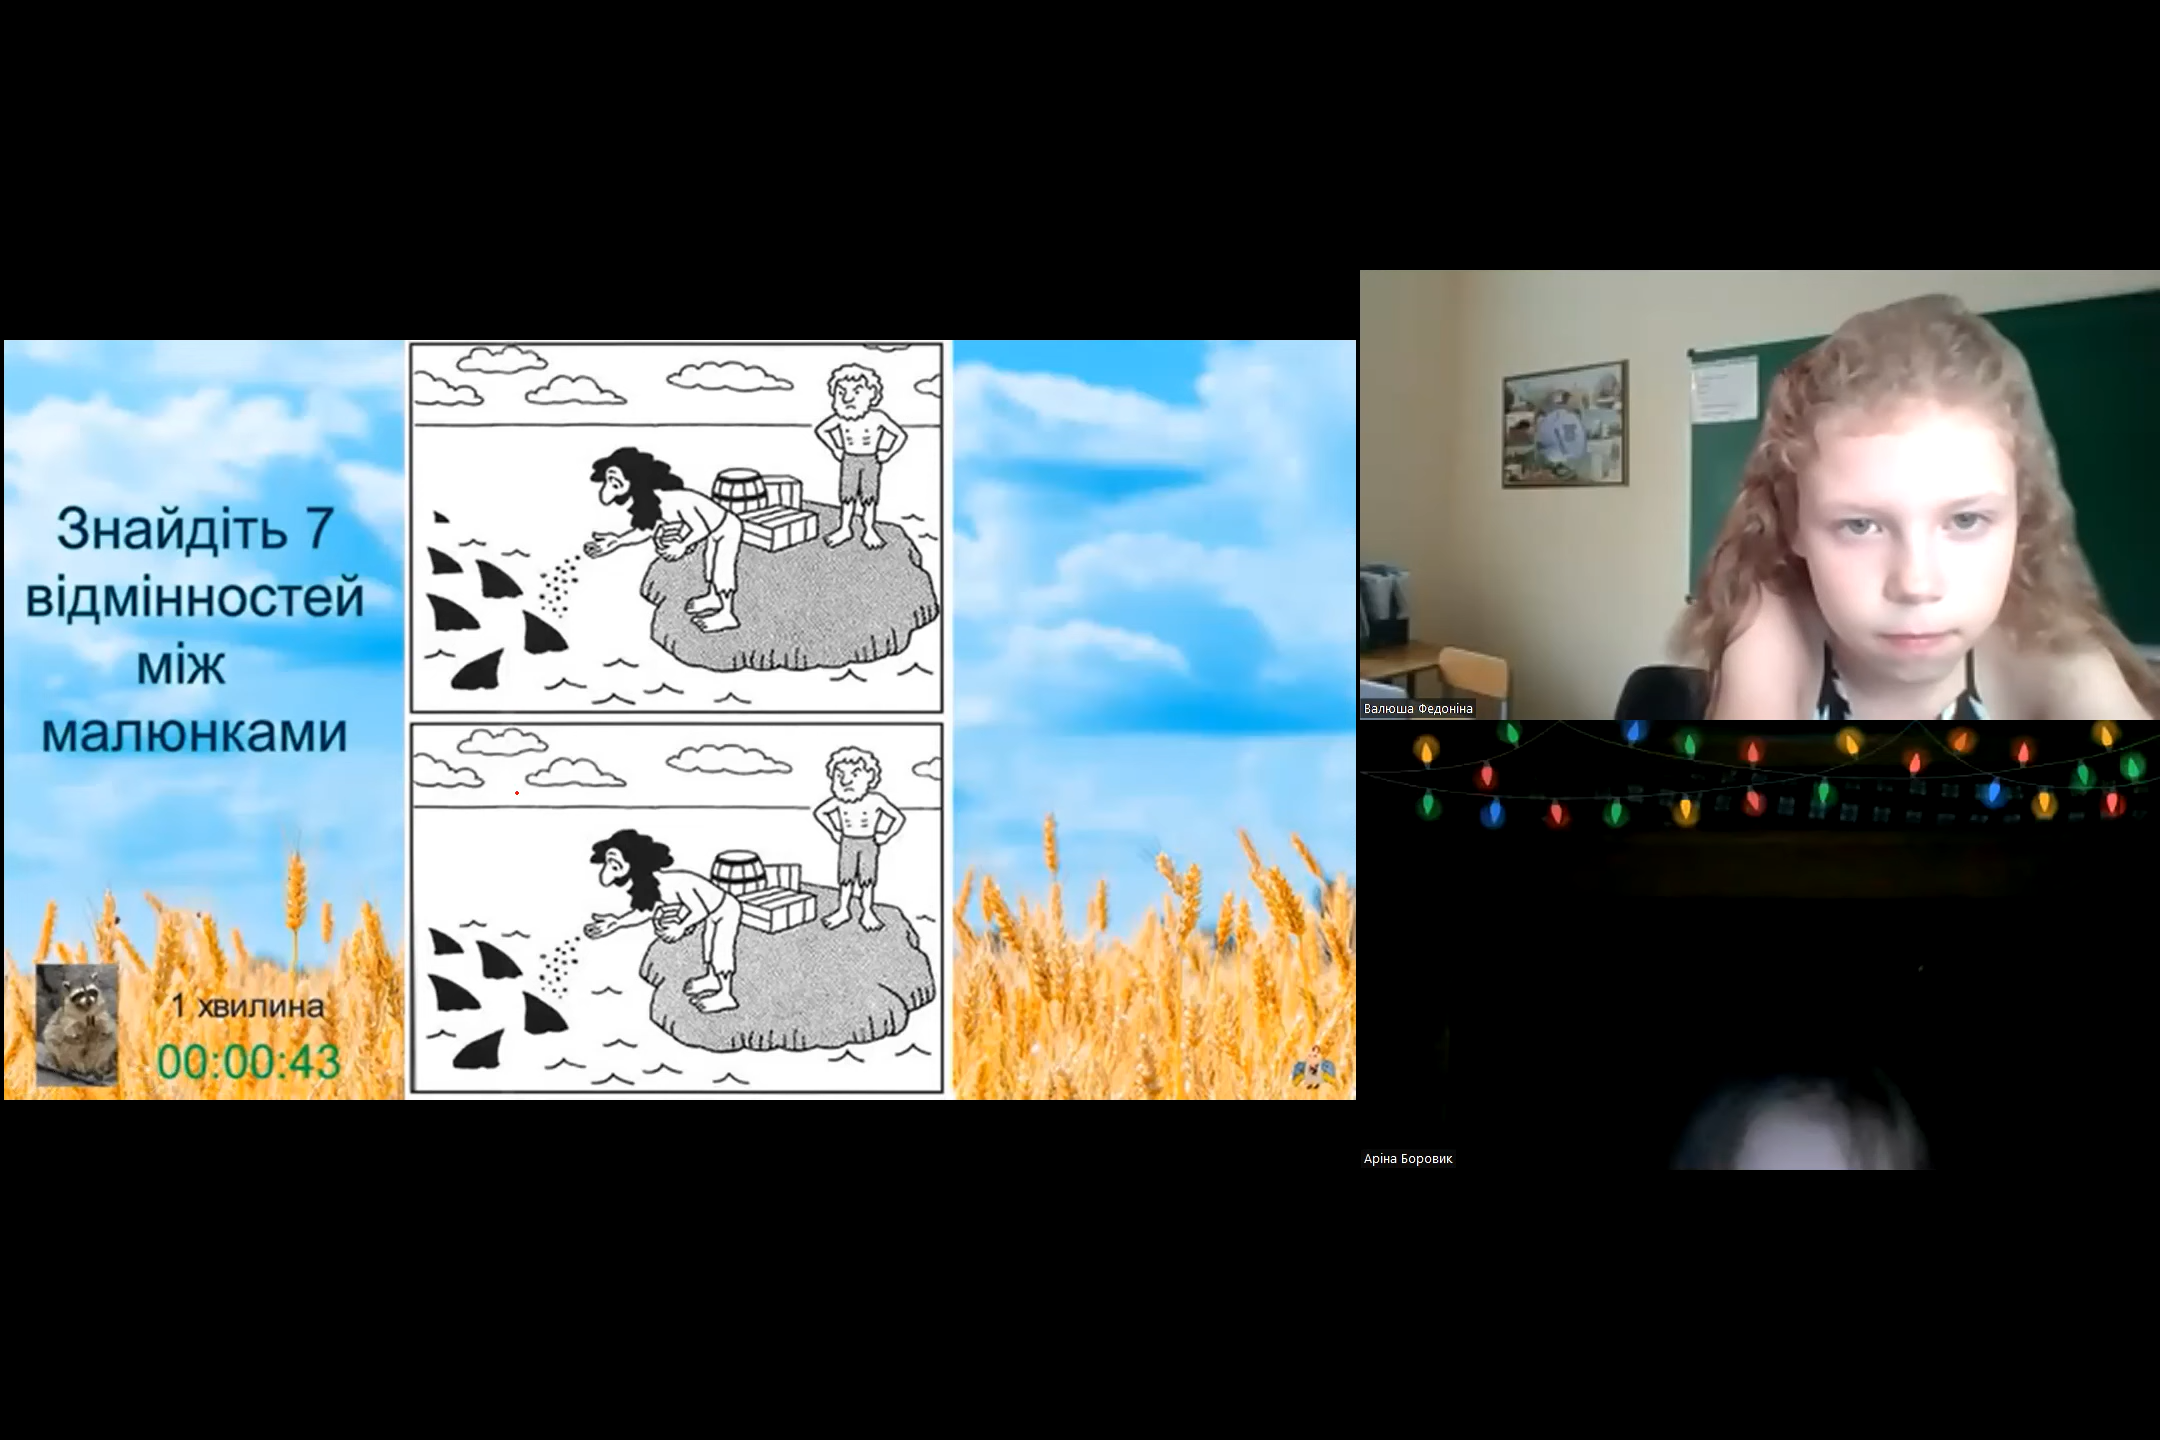 Знайдіть 7
відмінностей
між
малюнками
1 хвилина
00:00:43
Валюша Федоніна
Аріна Боровик